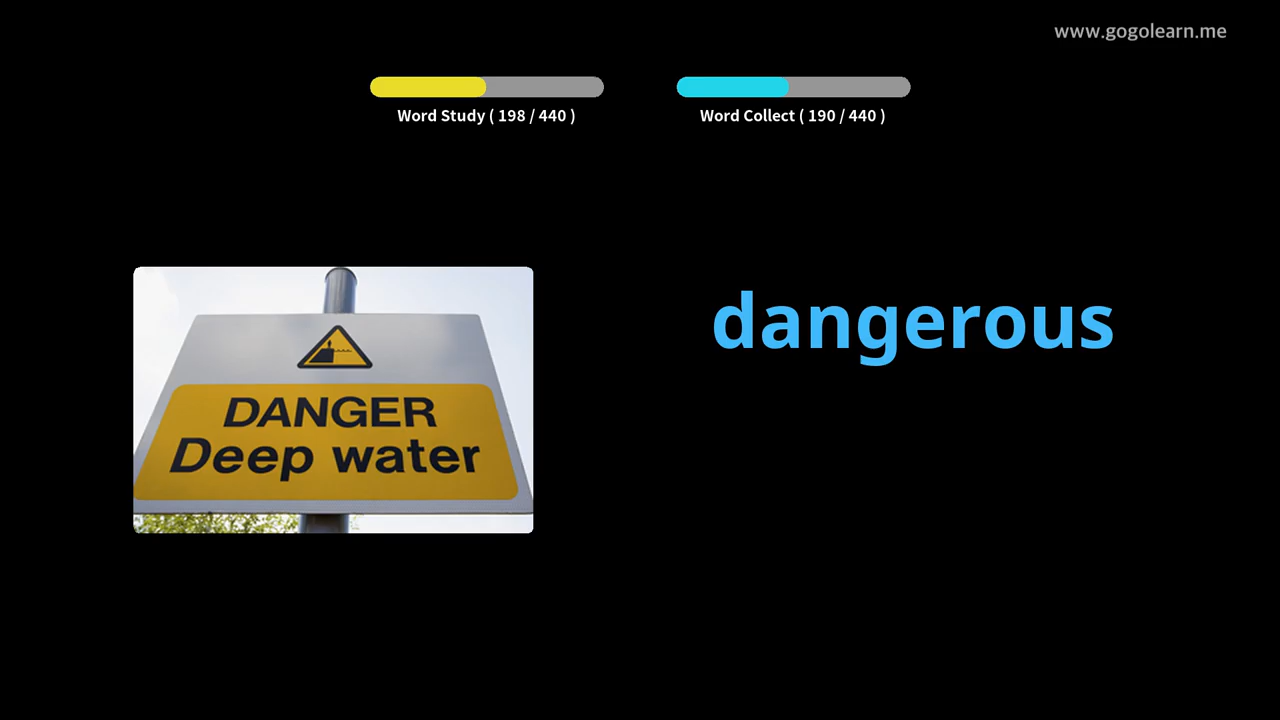 www.gogolearn.me
Word Study ( 198 / 440 )
Word Collect ( 190 / 440 )
DANGER
Deep water
dangerous